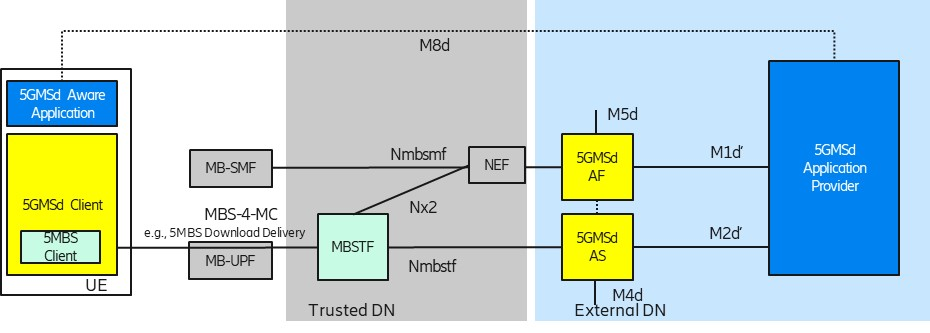 M8d
5GMSd Aware
Application
M5d
Nmbsmf
NEF
5GMSd
AF
M1d'
5GMSd
Application
Provider
MB-SMF
5GMSd Client
MBS-4-MC
Nx2
e.g., 5MBS Download Delivery
5MBS
Client
MB-UPF
MBSTF
Nmbstf
5GMSd
AS
M2d'
UE
M4d
Trusted DN
External DN